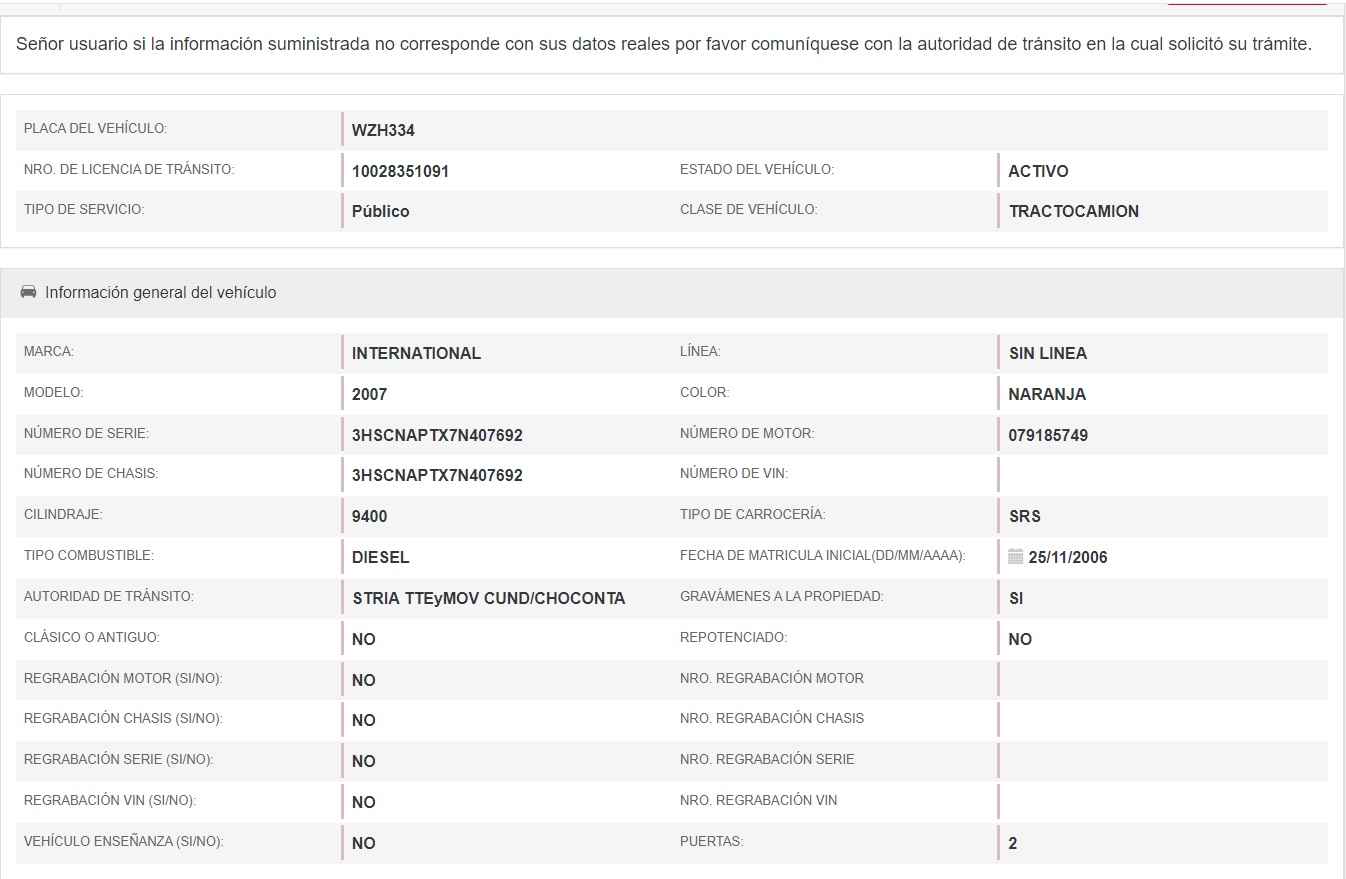 Señor usuario si la información suministrada no corresponde con sus datos reales por favor comuníquese con la autoridad de tránsito en la cual solicitó su trámite.
PLACA DEL VEHÍCULO: WZH334
NRO. DE LICENCIA DE TRÁNSITO: 10028351091 ESTADO DEL VEHÍCULO: ACTIVO
TIPO DE SERVICIO: Público CLASE DE VEHÍCULO: TRACTOCAMION
Información general del vehículo
MARCA: INTERNATIONAL LÍNEA: SIN LINEA
MODELO: 2007 COLOR: NARANJA
NÚMERO DE SERIE: 3HSCNAPTX7N407692 NÚMERO DE MOTOR: 079185749
NÚMERO DE CHASIS: 3HSCNAPTX7N407692 NÚMERO DE VIN:
CILINDRAJE: 9400 TIPO DE CARROCERÍA: SRS
TIPO COMBUSTIBLE: DIESEL FECHA DE MATRICULA INICIAL(DD/MM/AAAA): 25/11/2006
AUTORIDAD DE TRÁNSITO: STRIA TTEyMOV CUND/CHOCONTA GRAVÁMENES A LA PROPIEDAD: SI
CLÁSICO O ANTIGUO: NO REPOTENCIADO: NO
REGRABACIÓN MOTOR (SI/NO): NO NRO. REGRABACIÓN MOTOR
REGRABACIÓN CHASIS (SI/NO): NO NRO. REGRABACIÓN CHASIS
REGRABACIÓN SERIE (SI/NO): NO NRO. REGRABACIÓN SERIE
REGRABACIÓN VIN (SI/NO): NO NRO. REGRABACIÓN VIN
VEHÍCULO ENSEÑANZA (SI/NO): NO PUERTAS: 2